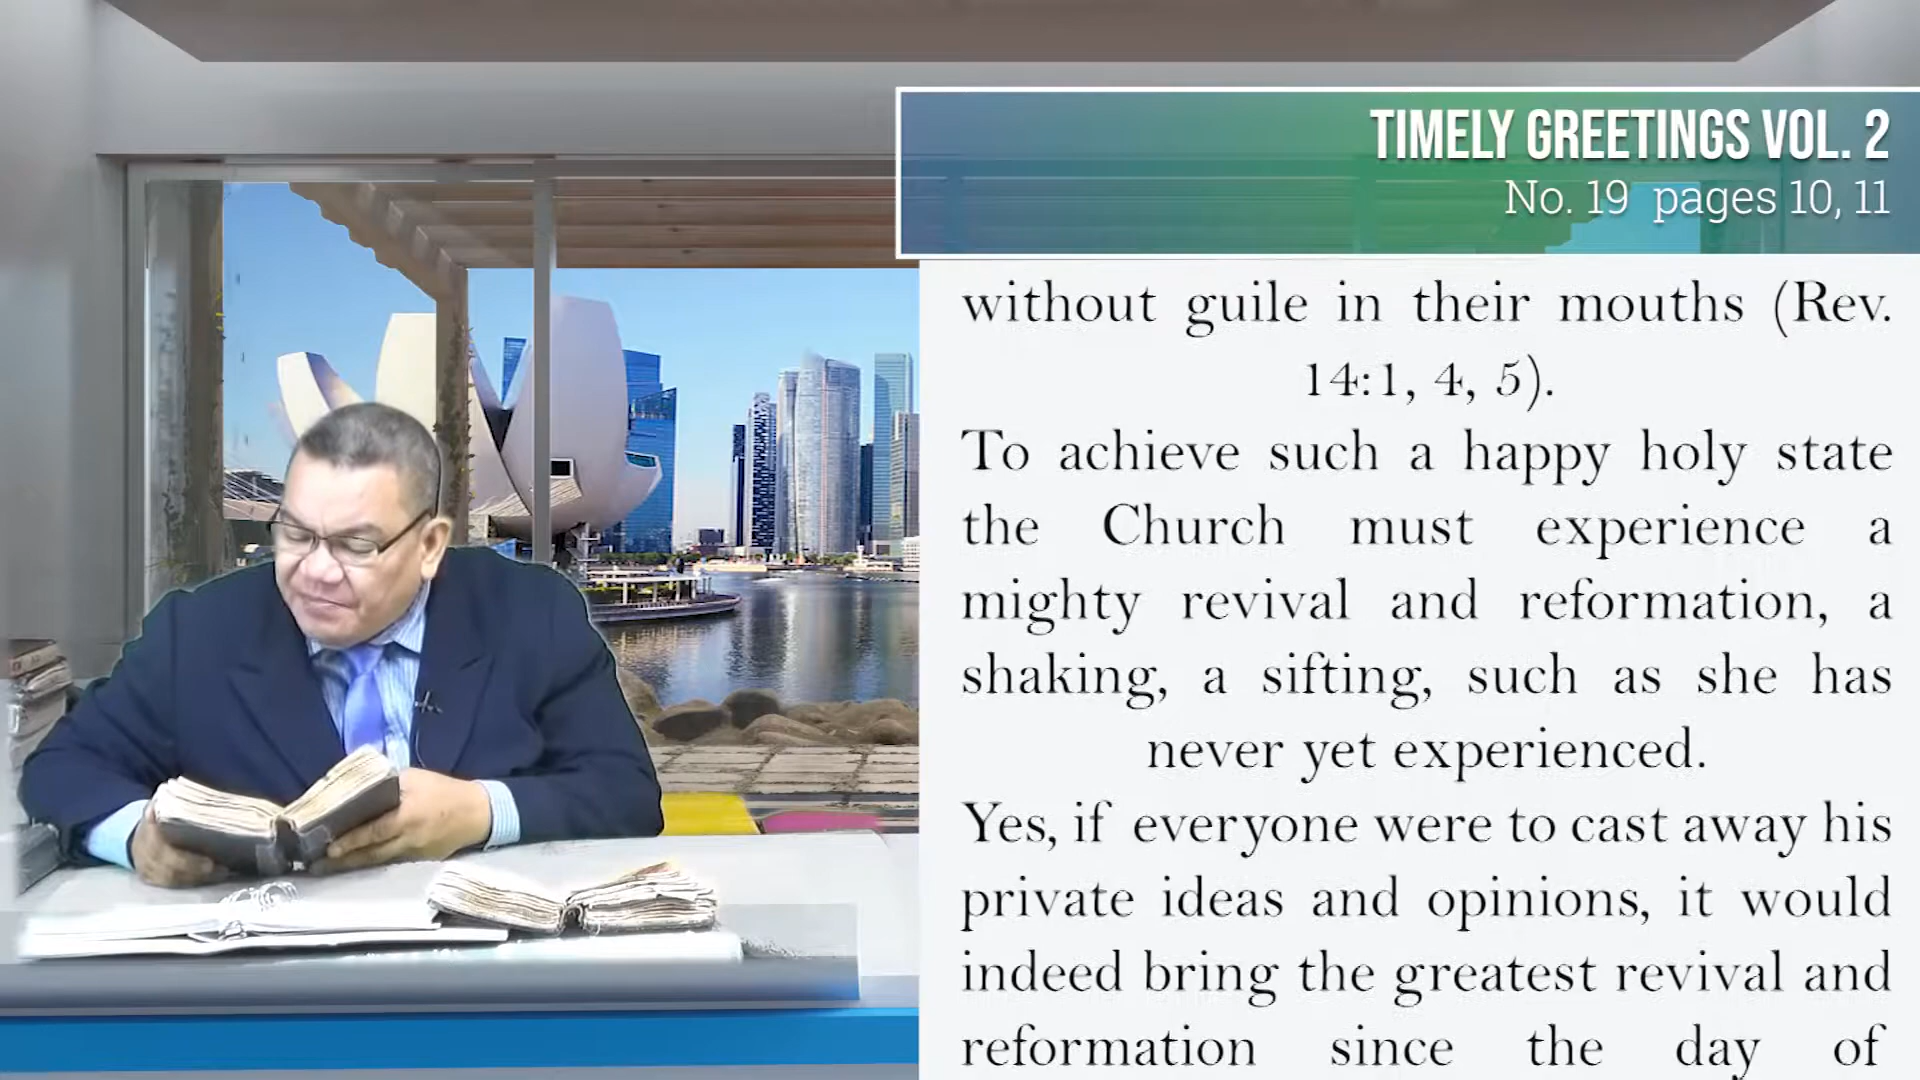 TIMELY GREETINGS VOL. 2
No. 19 pages 10, 11
without guile in their mouths (Rev.
14:1, 4, 5).
To achieve such a happy holy state
the Church must experience a
mighty revival and reformation, a
shaking, a sifting, such as she has
never yet experienced.
Yes, if everyone were to cast away his
private ideas and opinions, it would
indeed bring the greatest revival and
reformation since the day of